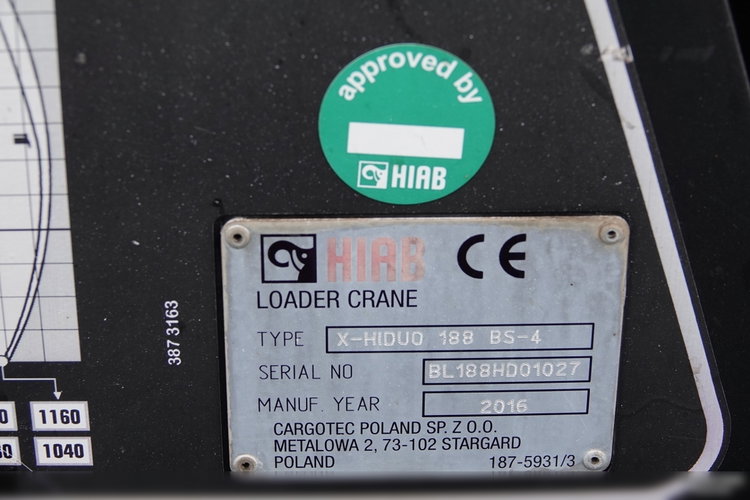 approved by
HIAB
HIAB CE
LOADER CRANE
TYPE X-HIDUO 188 BS-4
SERIAL NO BL188HD01027
MANUF. YEAR 2016
CARGOTEC POLAND SP. Z O.O.
METALOWA 2, 73-102 STARGARD
POLAND 187-5931/3
387 3163
1160
1040